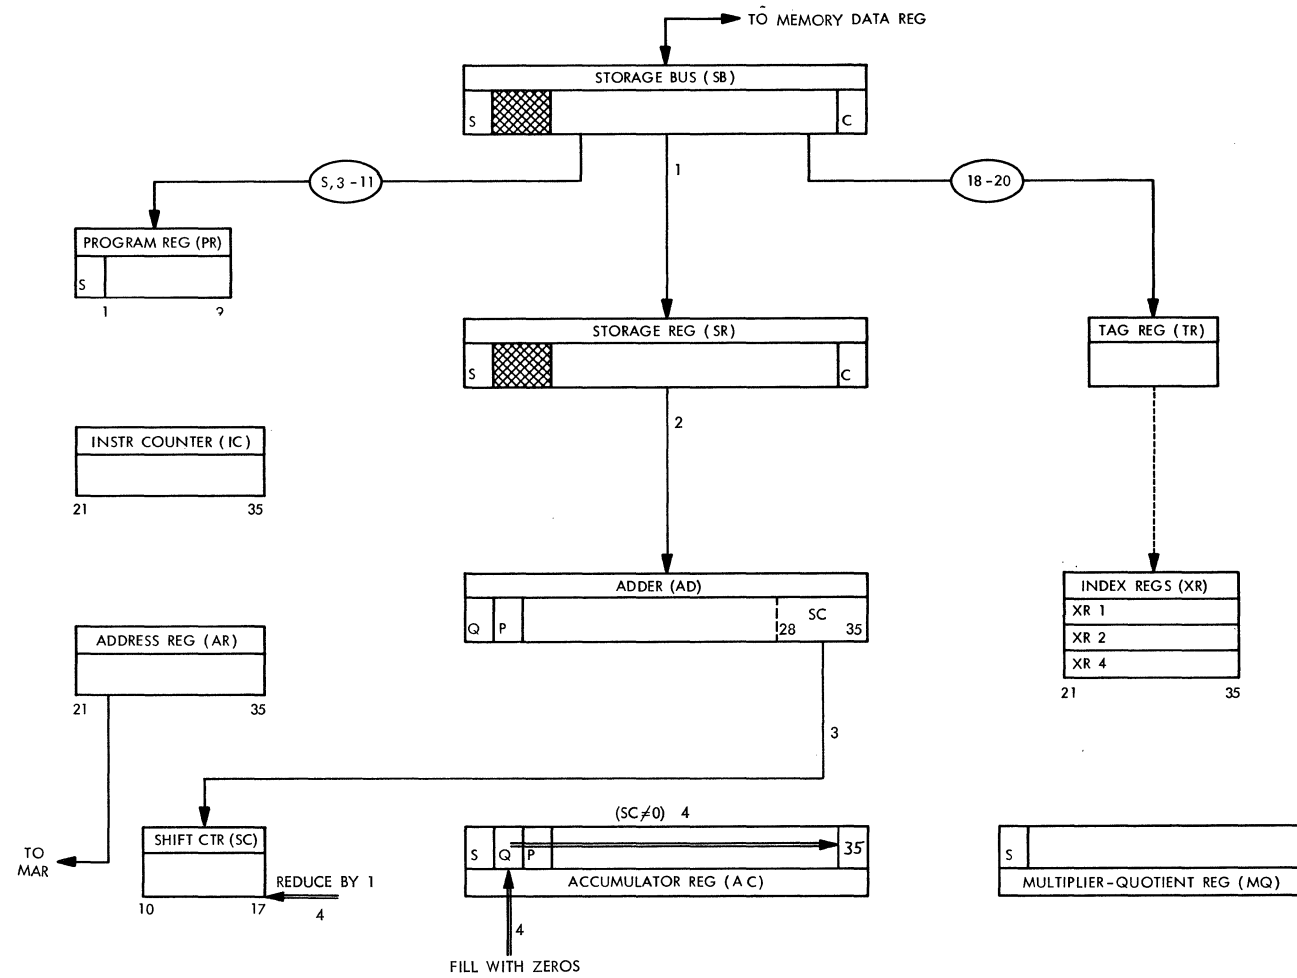 TO MEMORY DATA REG
STORAGE BUS (SB)
S
C
S, 3-11
1
18-20
PROGRAM REG (PR)
S
1 9
STORAGE REG (SR)
S
C
TAG REG (TR)
2
INSTR COUNTER (IC)
21 35
ADDER (AD)
Q P
SC
28 35
INDEX REGS (XR)
XR 1
XR 2
XR 4
21 35
ADDRESS REG (AR)
21 35
3
(SC≠0) 4
SHIFT CTR (SC)
10 17
TO
MAR
REDUCE BY 1
4
S Q P 35
ACCUMULATOR REG (AC)
S
MULTIPLIER-QUOTIENT REG (MQ)
4
FILL WITH ZEROS